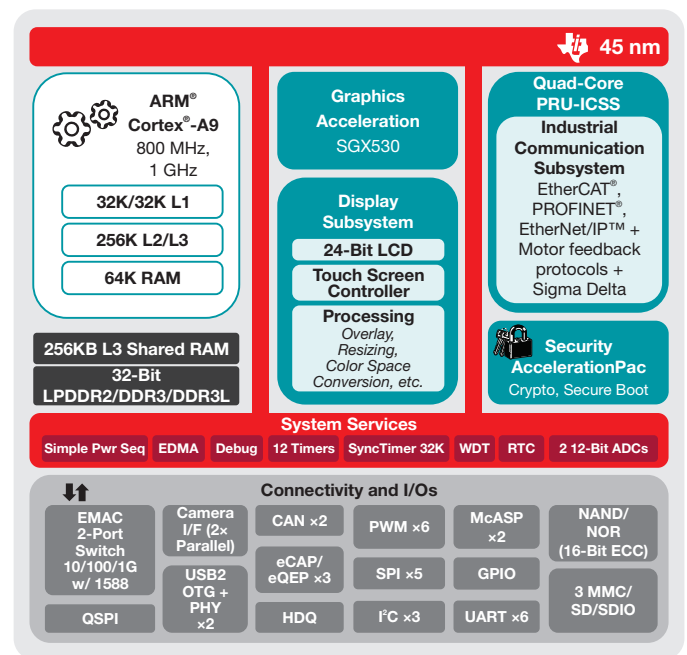 45 nm
ARM®
Cortex®-A9
800 MHz,
1 GHz
32K/32K L1
256K L2/L3
64K RAM
256KB L3 Shared RAM
32-Bit
LPDDR2/DDR3/DDR3L
Graphics
Acceleration
SGX530
Display
Subsystem
24-Bit LCD
Touch Screen
Controller
Processing
Overlay,
Resizing,
Color Space
Conversion, etc.
Quad-Core
PRU-ICSS
Industrial
Communication
Subsystem
EtherCAT®,
PROFINET®,
EtherNet/IP™ +
Motor feedback
protocols +
Sigma Delta
Security
AccelerationPac
Crypto, Secure Boot
System Services
Simple Pwr Seq
EDMA
Debug
12 Timers
SyncTimer 32K
WDT
RTC
2 12-Bit ADCs
Connectivity and I/Os
EMAC
2-Port
Switch
10/100/1G
w/ 1588
QSPI
Camera
I/F (2×
Parallel)
USB2
OTG +
PHY
×2
CAN ×2
eCAP/
eQEP ×3
HDQ
PWM ×6
SPI ×5
I²C ×3
McASP
×2
GPIO
UART ×6
NAND/
NOR
(16-Bit ECC)
3 MMC/
SD/SDIO